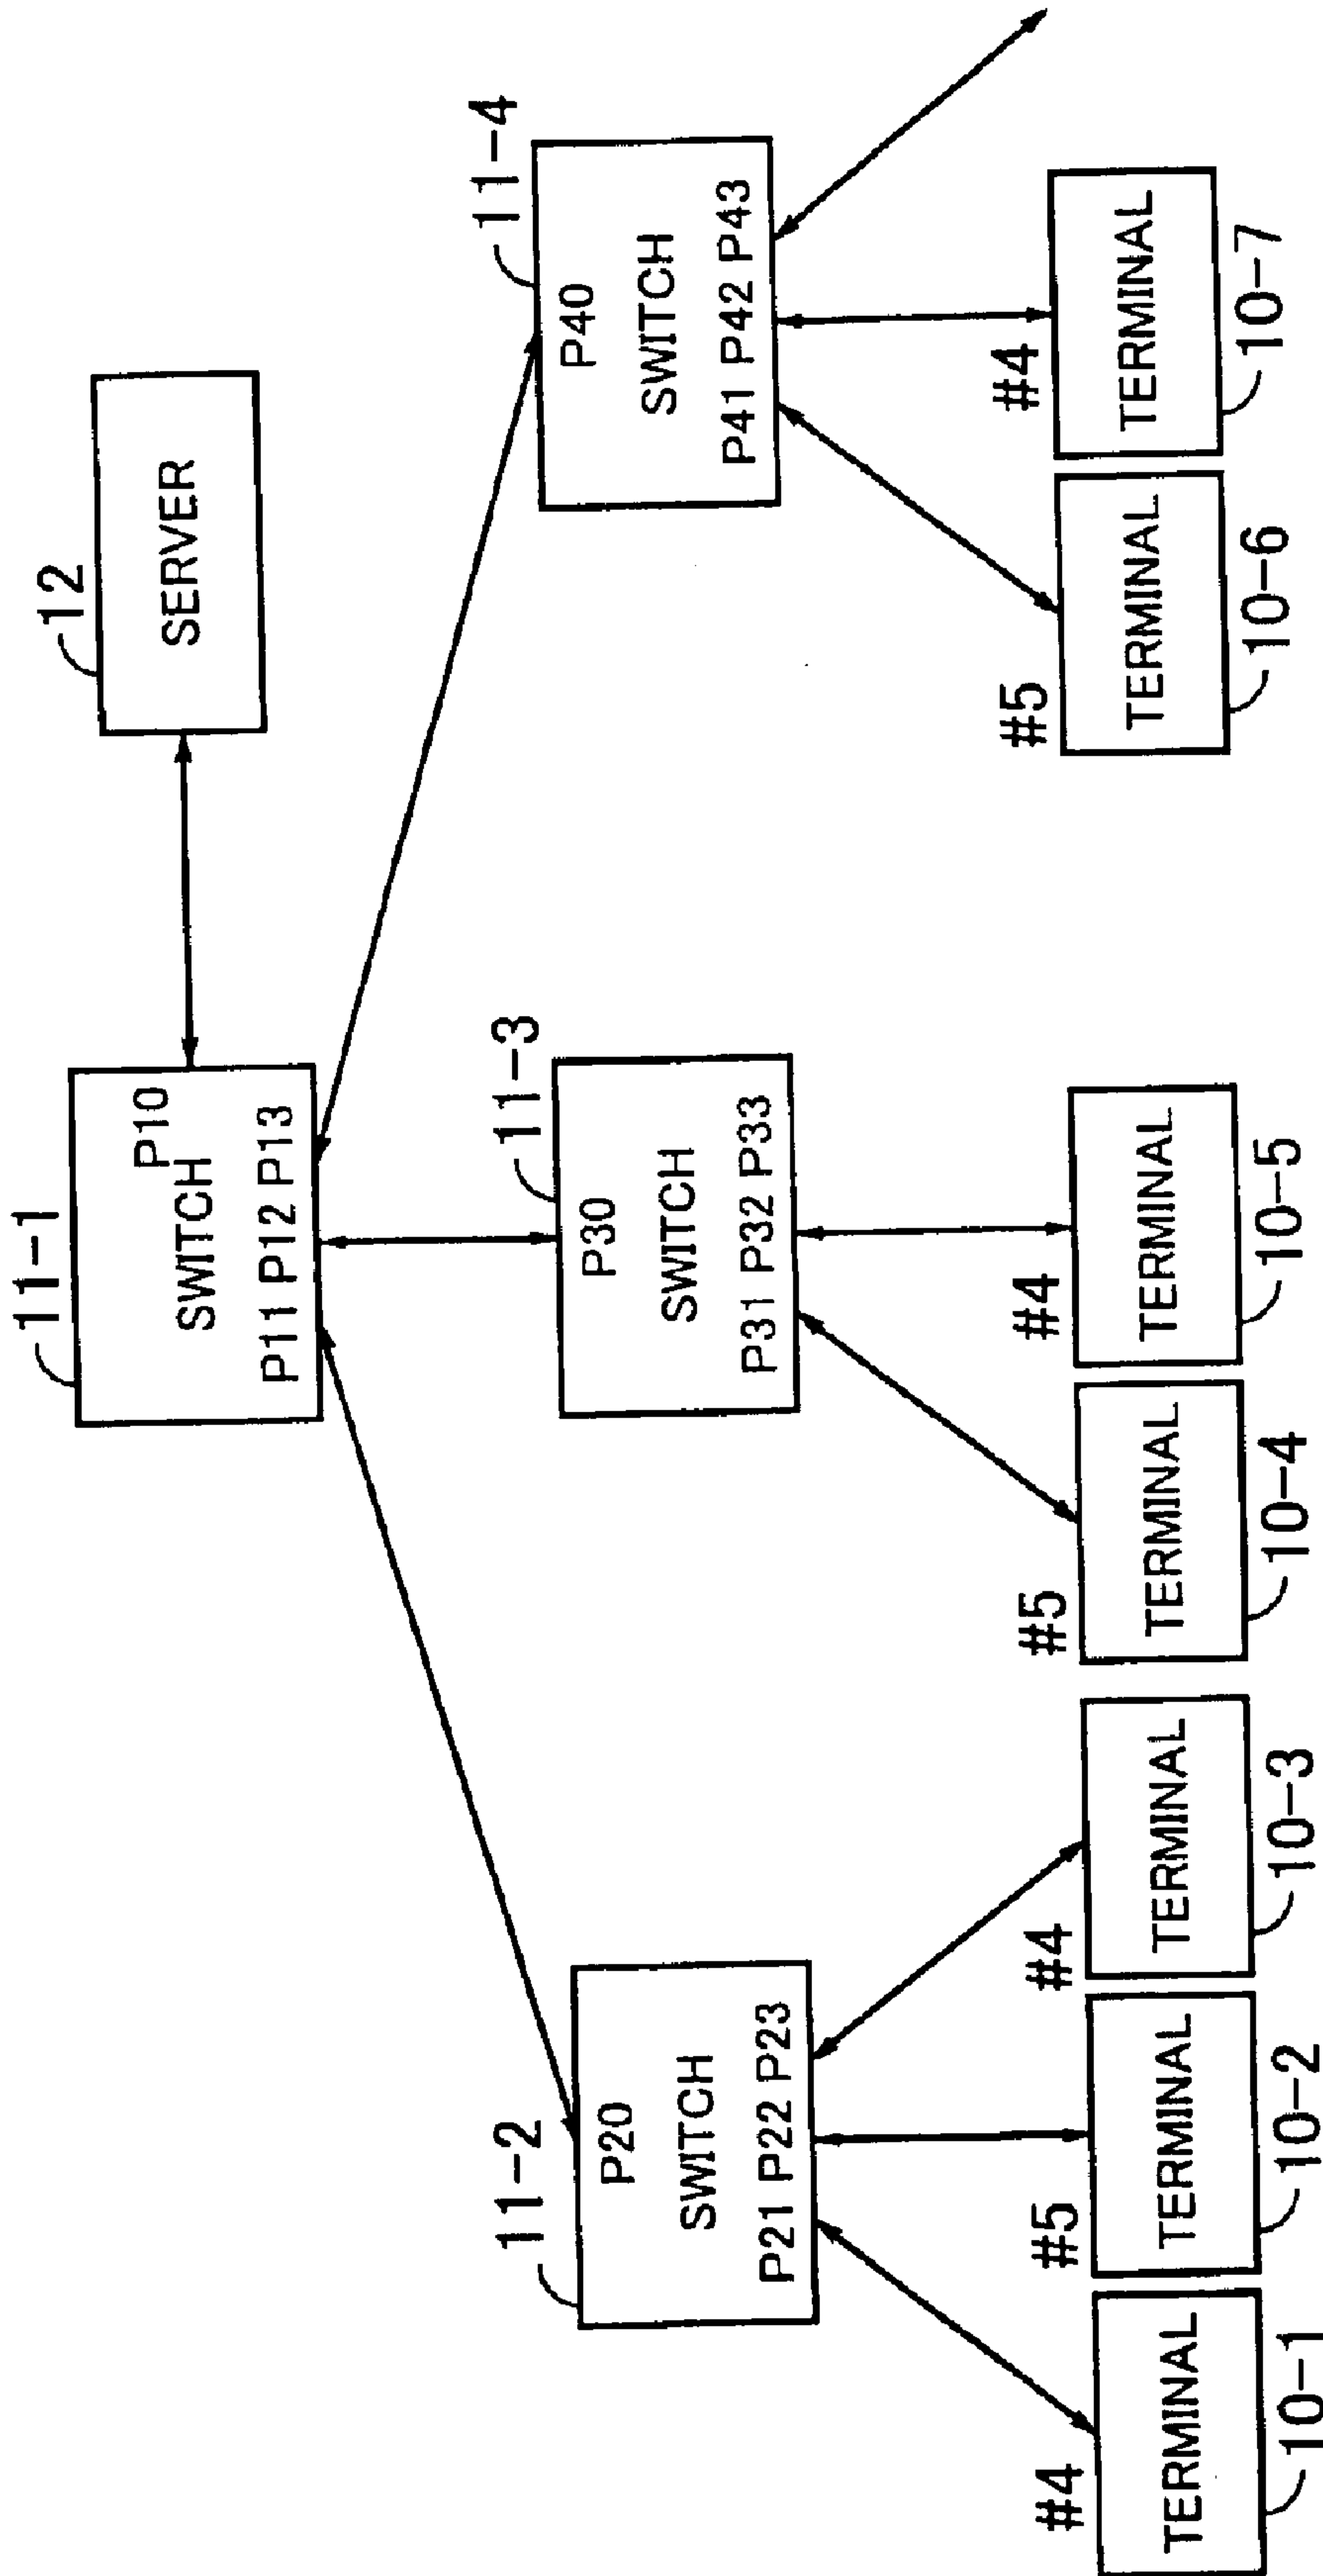 11-1
12
P10
SWITCH
P11 P12 P13
SERVER
11-2
11-3
11-4
P20
SWITCH
P21 P22 P23
P30
SWITCH
P31 P32 P33
P40
SWITCH
P41 P42 P43
#4
#5
#4
#5
#4
#5
#4
TERMINAL
TERMINAL
TERMINAL
TERMINAL
TERMINAL
TERMINAL
TERMINAL
10-1
10-2
10-3
10-4
10-5
10-6
10-7